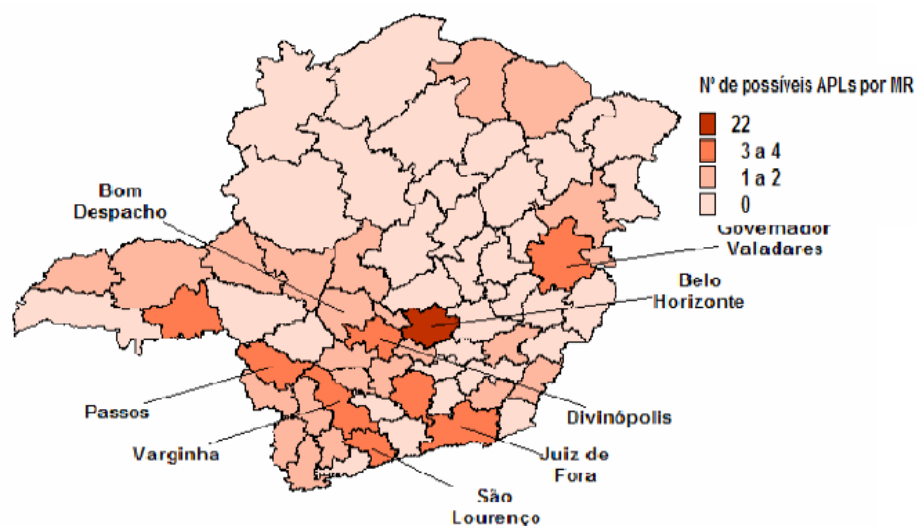 Nº de possíveis APLs por MR
22
3 a 4
1 a 2
0
Bom
Despacho
Governador
Valadares
Belo
Horizonte
Passos
Divinópolis
Varginha
Juiz de
Fora
São
Lourenço